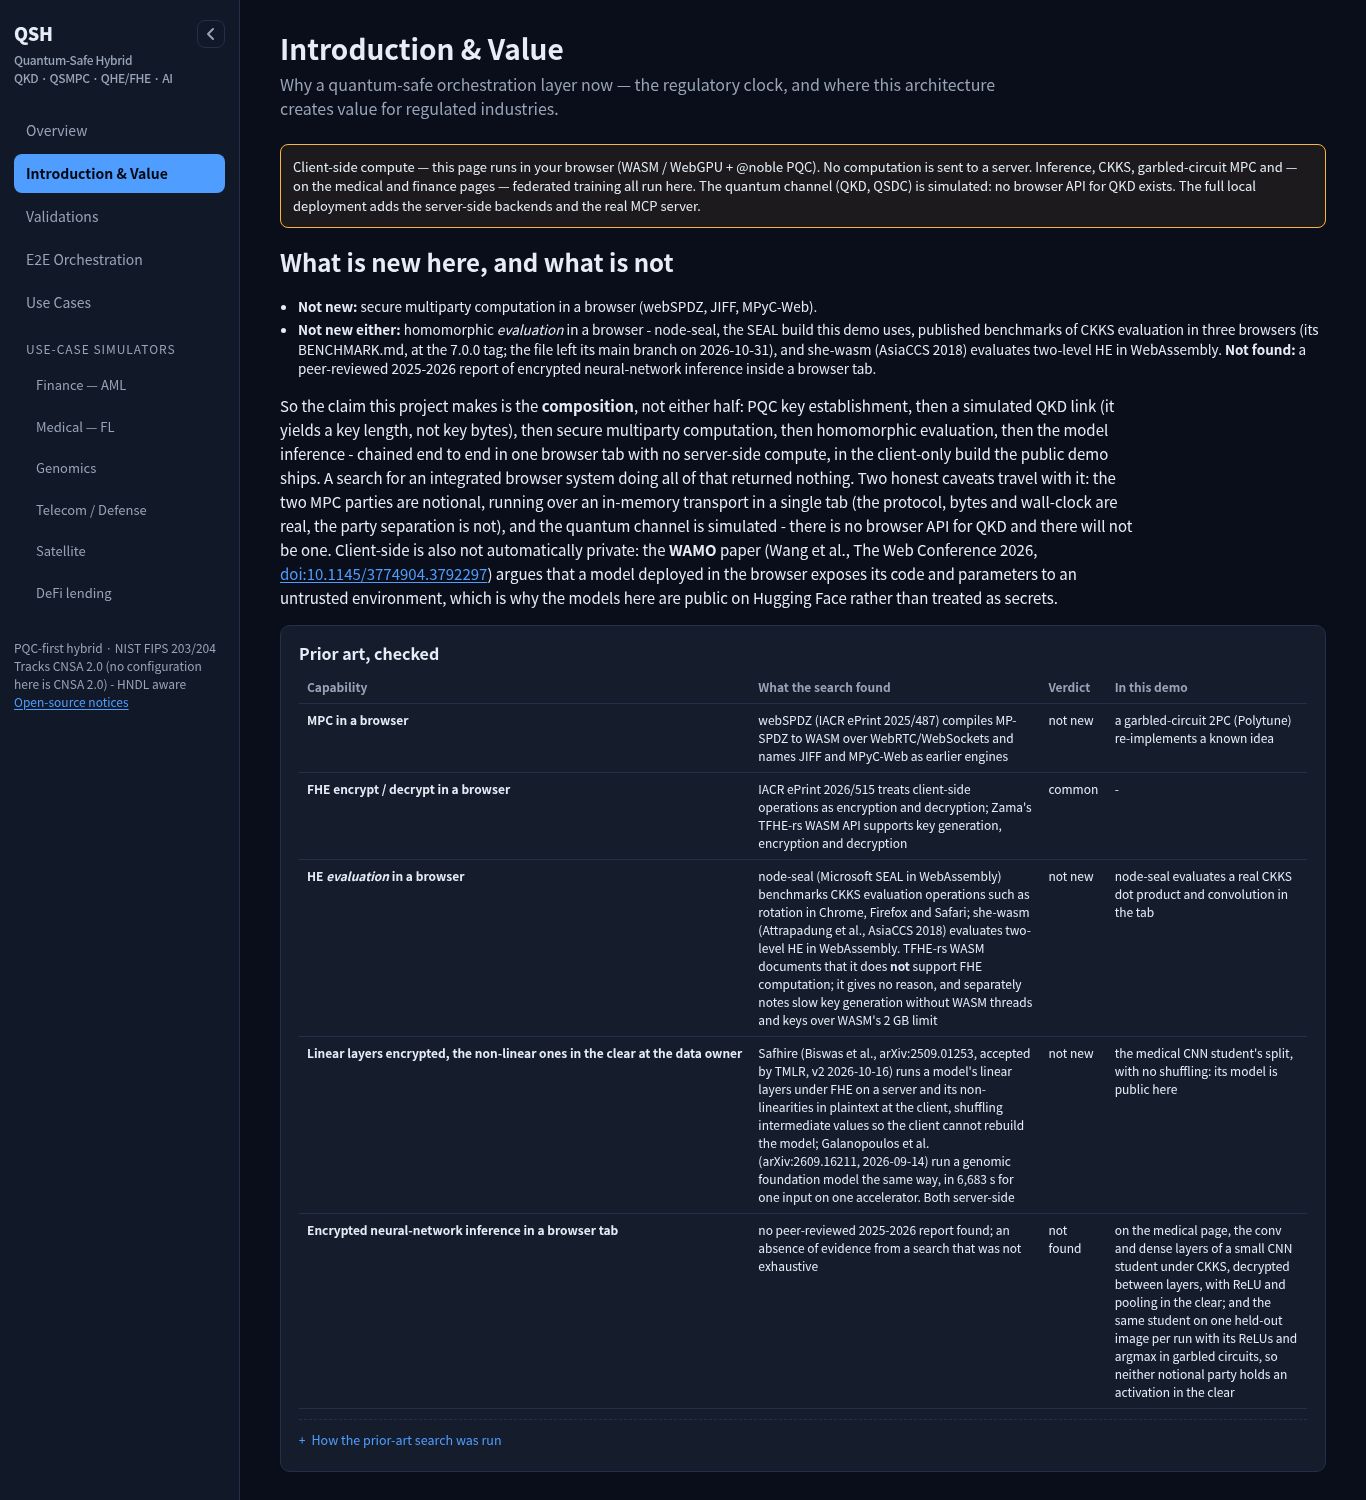 QSH
Quantum-Safe Hybrid
QKD · QSMPC · QHE/FHE · AI
Overview
Introduction & Value
Validations
E2E Orchestration
Use Cases
USE-CASE SIMULATORS
Finance — AML
Medical — FL
Genomics
Telecom / Defense
Satellite
DeFi lending
PQC-first hybrid · NIST FIPS 203/204
Tracks CNSA 2.0 (no configuration
here is CNSA 2.0) - HNDL aware
Open-source notices
Introduction & Value
Why a quantum-safe orchestration layer now — the regulatory clock, and where this architecture
creates value for regulated industries.
Client-side compute — this page runs in your browser (WASM / WebGPU + @noble PQC). No computation is sent to a server. Inference, CKKS, garbled-circuit MPC and —
on the medical and finance pages — federated training all run here. The quantum channel (QKD, QSDC) is simulated: no browser API for QKD exists. The full local
deployment adds the server-side backends and the real MCP server.
What is new here, and what is not
• Not new: secure multiparty computation in a browser (webSPDZ, JIFF, MPyC-Web).
• Not new either: homomorphic evaluation in a browser - node-seal, the SEAL build this demo uses, published benchmarks of CKKS evaluation in three browsers (its
BENCHMARK.md, at the 7.0.0 tag; the file left its main branch on 2026-10-31), and she-wasm (AsiaCCS 2018) evaluates two-level HE in WebAssembly. Not found: a
peer-reviewed 2025-2026 report of encrypted neural-network inference inside a browser tab.
So the claim this project makes is the composition, not either half: PQC key establishment, then a simulated QKD link (it
yields a key length, not key bytes), then secure multiparty computation, then homomorphic evaluation, then the model
inference - chained end to end in one browser tab with no server-side compute, in the client-only build the public demo
ships. A search for an integrated browser system doing all of that returned nothing. Two honest caveats travel with it: the
two MPC parties are notional, running over an in-memory transport in a single tab (the protocol, bytes and wall-clock are
real, the party separation is not), and the quantum channel is simulated - there is no browser API for QKD and there will not
be one. Client-side is also not automatically private: the WAMO paper (Wang et al., The Web Conference 2026,
doi:10.1145/3774904.3792297) argues that a model deployed in the browser exposes its code and parameters to an
untrusted environment, which is why the models here are public on Hugging Face rather than treated as secrets.
Prior art, checked
Capability What the search found Verdict In this demo
MPC in a browser
webSPDZ (IACR ePrint 2025/487) compiles MP-
SPDZ to WASM over WebRTC/WebSockets and
names JIFF and MPyC-Web as earlier engines
not new
a garbled-circuit 2PC (Polytune)
re-implements a known idea
FHE encrypt / decrypt in a browser
IACR ePrint 2026/515 treats client-side
operations as encryption and decryption; Zama's
TFHE-rs WASM API supports key generation,
encryption and decryption
common
-
HE evaluation in a browser
node-seal (Microsoft SEAL in WebAssembly)
benchmarks CKKS evaluation operations such as
rotation in Chrome, Firefox and Safari; she-wasm
(Attrapadung et al., AsiaCCS 2018) evaluates two-
level HE in WebAssembly. TFHE-rs WASM
documents that it does not support FHE
computation; it gives no reason, and separately
notes slow key generation without WASM threads
and keys over WASM's 2 GB limit
not new
node-seal evaluates a real CKKS
dot product and convolution in
the tab
Linear layers encrypted, the non-linear ones in the clear at the data owner
Safhire (Biswas et al., arXiv:2509.01253, accepted
by TMLR, v2 2026-10-16) runs a model's linear
layers under FHE on a server and its non-
linearities in plaintext at the client, shuffling
intermediate values so the client cannot rebuild
the model; Galanopoulos et al.
(arXiv:2609.16211, 2026-09-14) run a genomic
foundation model the same way, in 6,683 s for
one input on one accelerator. Both server-side
not new
the medical CNN student's split,
with no shuffling: its model is
public here
Encrypted neural-network inference in a browser tab
no peer-reviewed 2025-2026 report found; an
absence of evidence from a search that was not
exhaustive
not
found
on the medical page, the conv
and dense layers of a small CNN
student under CKKS, decrypted
between layers, with ReLU and
pooling in the clear; and the
same student on one held-out
image per run with its ReLUs and
argmax in garbled circuits, so
neither notional party holds an
activation in the clear
+ How the prior-art search was run